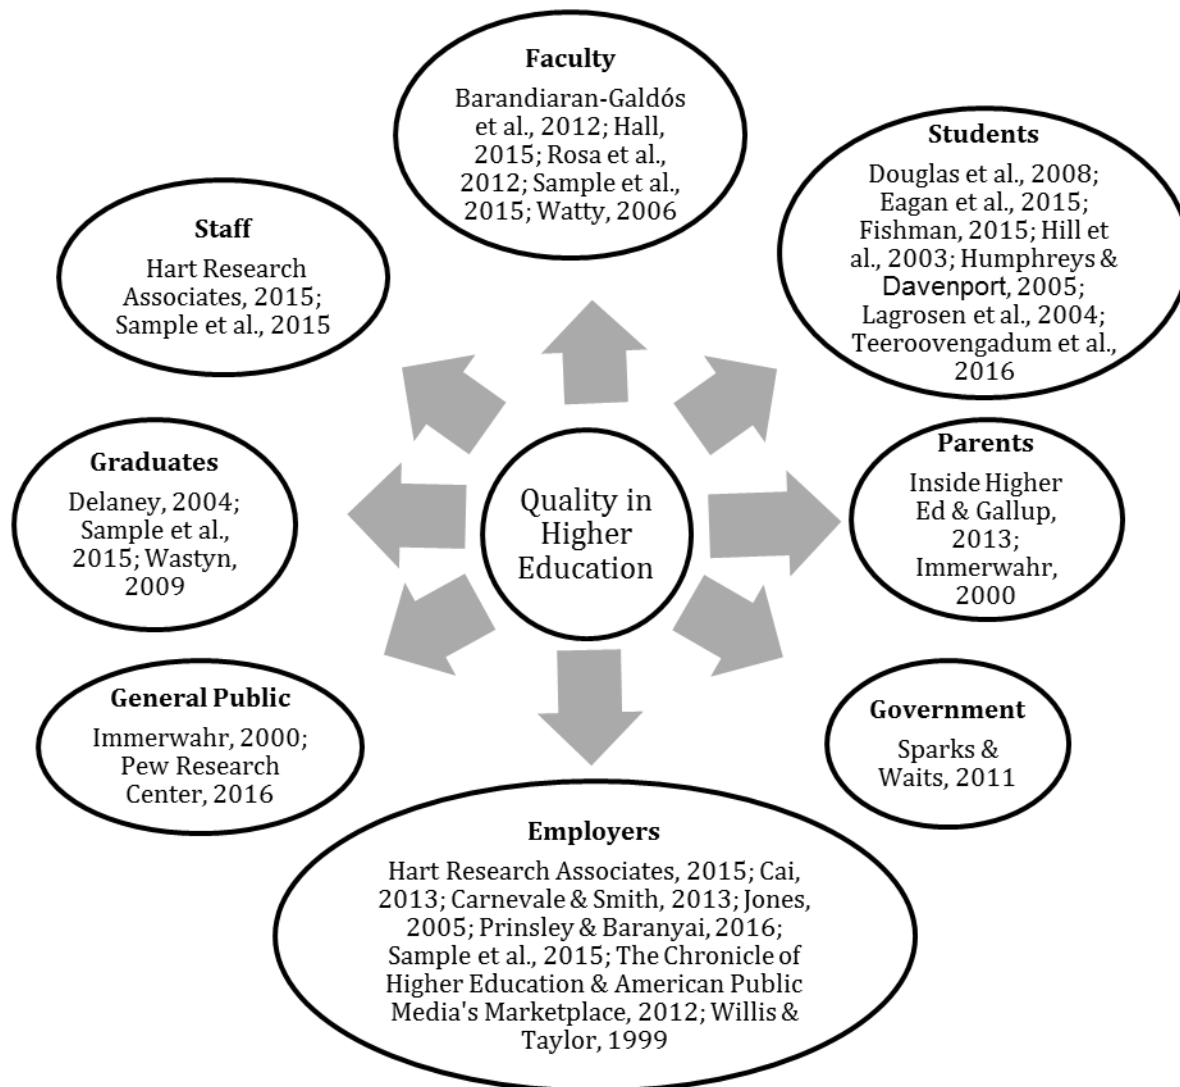 Faculty
Barandiaran-Galdós
et al., 2012; Hall,
2015; Rosa et al.,
2012; Sample et al.,
2015; Watty, 2006
Students
Douglas et al., 2008;
Eagan et al., 2015;
Fishman, 2015; Hill et
al., 2003; Humphreys &
Davenport, 2005;
Lagrosen et al., 2004;
Teeroovengadum et al.,
2016
Staff
Hart Research
Associates, 2015;
Sample et al., 2015
Graduates
Delaney, 2004;
Sample et al.,
2015; Wastyn,
2009
Quality in
Higher
Education
Parents
Inside Higher
Ed & Gallup,
2013;
Immerwahr,
2000
General Public
Immerwahr, 2000;
Pew Research
Center, 2016
Government
Sparks &
Waits, 2011
Employers
Hart Research Associates, 2015; Cai,
2013; Carnevale & Smith, 2013; Jones,
2005; Prinsley & Baranyai, 2016;
Sample et al., 2015; The Chronicle of
Higher Education & American Public
Media's Marketplace, 2012; Willis &
Taylor, 1999